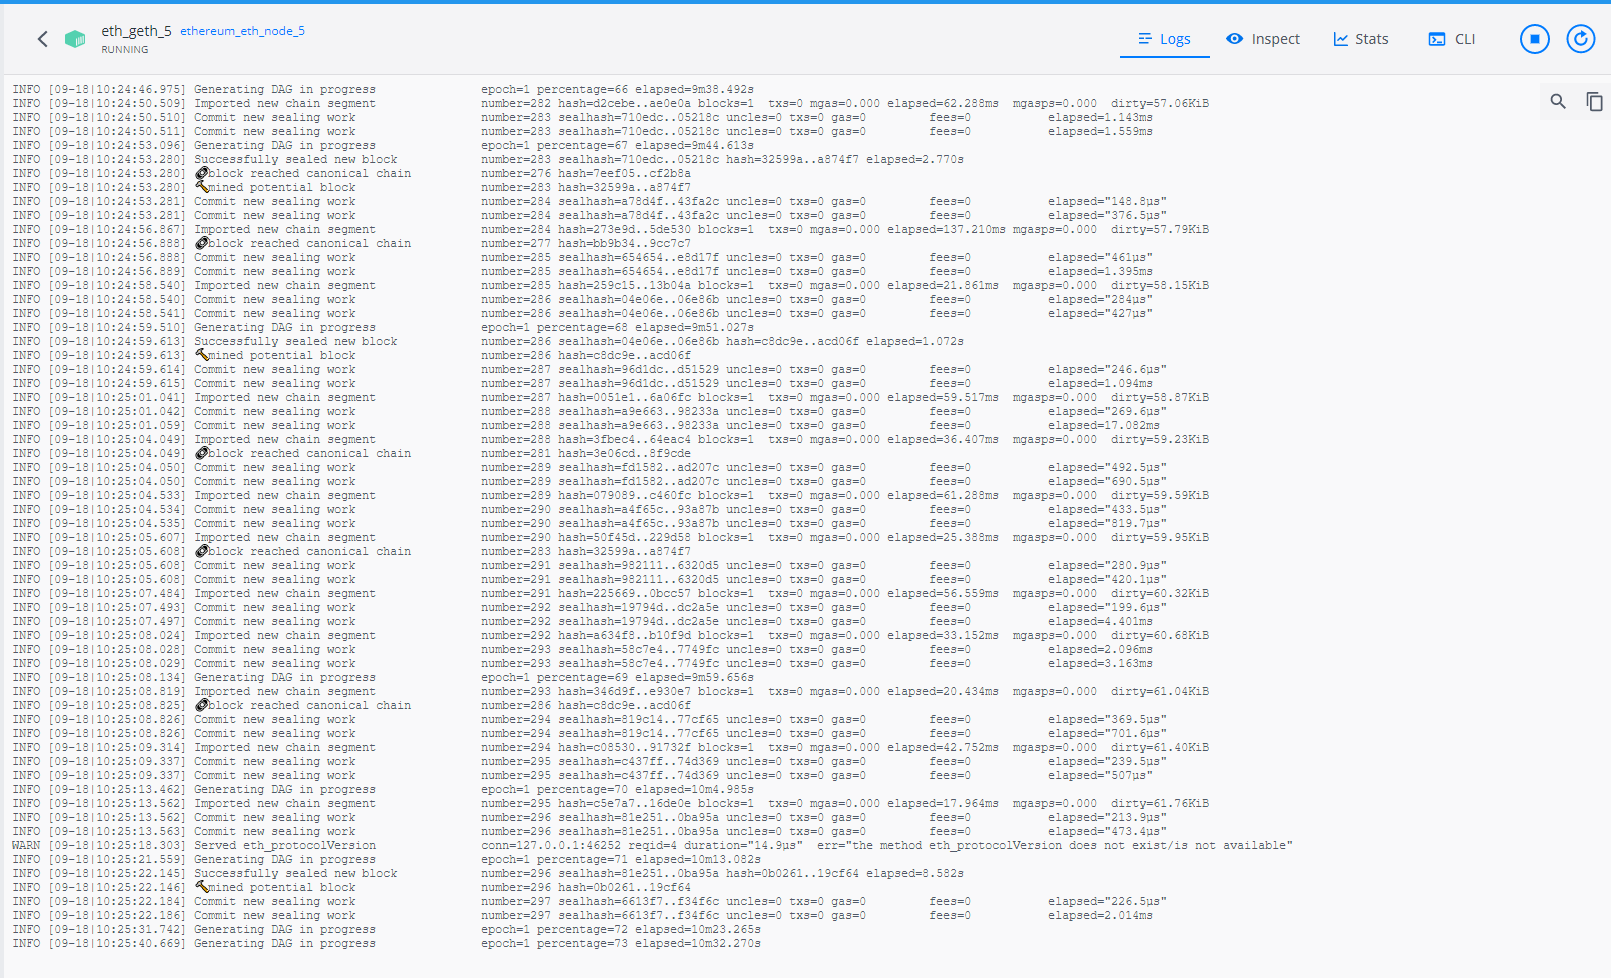 eth_geth_5 ethereum_eth_node_5
RUNNING
Logs
Inspect
Stats
CLI
INFO [09-18|10:24:46.975] Generating DAG in progress epoch=1 percentage=66 elapsed=9m38.492s
INFO [09-18|10:24:50.509] Imported new chain segment number=282 hash=d2cebe..ae0e0a blocks=1 txs=0 mgas=0.000 elapsed=62.288ms mgasps=0.000 dirty=57.06KiB
INFO [09-18|10:24:50.510] Commit new sealing work number=283 sealhash=710edc..05218c uncles=0 txs=0 gas=0 fees=0 elapsed=1.143ms
INFO [09-18|10:24:50.511] Commit new sealing work number=283 sealhash=710edc..05218c uncles=0 txs=0 gas=0 fees=0 elapsed=1.559ms
INFO [09-18|10:24:53.096] Generating DAG in progress epoch=1 percentage=67 elapsed=9m44.613s
INFO [09-18|10:24:53.280] Successfully sealed new block number=283 sealhash=710edc..05218c hash=32599a..a874f7 elapsed=2.770s
INFO [09-18|10:24:53.280] 🔗block reached canonical chain number=276 hash=7eef05..cf2b8a
INFO [09-18|10:24:53.280] 🔨mined potential block number=283 hash=32599a..a874f7
INFO [09-18|10:24:53.281] Commit new sealing work number=284 sealhash=a78d4f..43fa2c uncles=0 txs=0 gas=0 fees=0 elapsed="148.8µs"
INFO [09-18|10:24:53.281] Commit new sealing work number=284 sealhash=a78d4f..43fa2c uncles=0 txs=0 gas=0 fees=0 elapsed="376.5µs"
INFO [09-18|10:24:56.867] Imported new chain segment number=284 hash=273e9d..5de530 blocks=1 txs=0 mgas=0.000 elapsed=137.210ms mgasps=0.000 dirty=57.79KiB
INFO [09-18|10:24:56.888] 🔗block reached canonical chain number=277 hash=bb9b34..9cc7c7
INFO [09-18|10:24:56.888] Commit new sealing work number=285 sealhash=654654..e8d17f uncles=0 txs=0 gas=0 fees=0 elapsed="461µs"
INFO [09-18|10:24:56.889] Commit new sealing work number=285 sealhash=654654..e8d17f uncles=0 txs=0 gas=0 fees=0 elapsed=1.395ms
INFO [09-18|10:24:58.540] Imported new chain segment number=285 hash=259c15..13b04a blocks=1 txs=0 mgas=0.000 elapsed=21.861ms mgasps=0.000 dirty=58.15KiB
INFO [09-18|10:24:58.540] Commit new sealing work number=286 sealhash=04e06e..06e86b uncles=0 txs=0 gas=0 fees=0 elapsed="284µs"
INFO [09-18|10:24:58.541] Commit new sealing work number=286 sealhash=04e06e..06e86b uncles=0 txs=0 gas=0 fees=0 elapsed="427µs"
INFO [09-18|10:24:59.510] Generating DAG in progress epoch=1 percentage=68 elapsed=9m51.027s
INFO [09-18|10:24:59.613] Successfully sealed new block number=286 sealhash=04e06e..06e86b hash=c8dc9e..acd06f elapsed=1.072s
INFO [09-18|10:24:59.613] 🔨mined potential block number=286 hash=c8dc9e..acd06f
INFO [09-18|10:24:59.614] Commit new sealing work number=287 sealhash=96d1dc..d51529 uncles=0 txs=0 gas=0 fees=0 elapsed="246.6µs"
INFO [09-18|10:24:59.615] Commit new sealing work number=287 sealhash=96d1dc..d51529 uncles=0 txs=0 gas=0 fees=0 elapsed=1.094ms
INFO [09-18|10:25:01.041] Imported new chain segment number=287 hash=0051e1..6a06fc blocks=1 txs=0 mgas=0.000 elapsed=59.517ms mgasps=0.000 dirty=58.87KiB
INFO [09-18|10:25:01.042] Commit new sealing work number=288 sealhash=a9e663..98233a uncles=0 txs=0 gas=0 fees=0 elapsed="269.6µs"
INFO [09-18|10:25:01.059] Commit new sealing work number=288 sealhash=a9e663..98233a uncles=0 txs=0 gas=0 fees=0 elapsed=17.082ms
INFO [09-18|10:25:04.049] Imported new chain segment number=288 hash=3fbec4..64eac4 blocks=1 txs=0 mgas=0.000 elapsed=36.407ms mgasps=0.000 dirty=59.23KiB
INFO [09-18|10:25:04.049] 🔗block reached canonical chain number=281 hash=3e06cd..8f9cde
INFO [09-18|10:25:04.050] Commit new sealing work number=289 sealhash=fd1582..ad207c uncles=0 txs=0 gas=0 fees=0 elapsed="492.5µs"
INFO [09-18|10:25:04.050] Commit new sealing work number=289 sealhash=fd1582..ad207c uncles=0 txs=0 gas=0 fees=0 elapsed="690.5µs"
INFO [09-18|10:25:04.533] Imported new chain segment number=289 hash=079089..c460fc blocks=1 txs=0 mgas=0.000 elapsed=61.288ms mgasps=0.000 dirty=59.59KiB
INFO [09-18|10:25:04.534] Commit new sealing work number=290 sealhash=a4f65c..93a87b uncles=0 txs=0 gas=0 fees=0 elapsed="433.5µs"
INFO [09-18|10:25:04.535] Commit new sealing work number=290 sealhash=a4f65c..93a87b uncles=0 txs=0 gas=0 fees=0 elapsed="819.7µs"
INFO [09-18|10:25:05.607] Imported new chain segment number=290 hash=50f45d..229d58 blocks=1 txs=0 mgas=0.000 elapsed=25.388ms mgasps=0.000 dirty=59.95KiB
INFO [09-18|10:25:05.608] 🔗block reached canonical chain number=283 hash=32599a..a874f7
INFO [09-18|10:25:05.608] Commit new sealing work number=291 sealhash=982111..6320d5 uncles=0 txs=0 gas=0 fees=0 elapsed="280.9µs"
INFO [09-18|10:25:05.608] Commit new sealing work number=291 sealhash=982111..6320d5 uncles=0 txs=0 gas=0 fees=0 elapsed="420.1µs"
INFO [09-18|10:25:07.484] Imported new chain segment number=291 hash=225669..0bcc57 blocks=1 txs=0 mgas=0.000 elapsed=56.559ms mgasps=0.000 dirty=60.32KiB
INFO [09-18|10:25:07.493] Commit new sealing work number=292 sealhash=19794d..dc2a5e uncles=0 txs=0 gas=0 fees=0 elapsed="199.6µs"
INFO [09-18|10:25:07.497] Commit new sealing work number=292 sealhash=19794d..dc2a5e uncles=0 txs=0 gas=0 fees=0 elapsed=4.401ms
INFO [09-18|10:25:08.024] Imported new chain segment number=292 hash=a634f8..b10f9d blocks=1 txs=0 mgas=0.000 elapsed=33.152ms mgasps=0.000 dirty=60.68KiB
INFO [09-18|10:25:08.028] Commit new sealing work number=293 sealhash=58c7e4..7749fc uncles=0 txs=0 gas=0 fees=0 elapsed=2.096ms
INFO [09-18|10:25:08.029] Commit new sealing work number=293 sealhash=58c7e4..7749fc uncles=0 txs=0 gas=0 fees=0 elapsed=3.163ms
INFO [09-18|10:25:08.134] Generating DAG in progress epoch=1 percentage=69 elapsed=9m59.656s
INFO [09-18|10:25:08.819] Imported new chain segment number=293 hash=346d9f..e930e7 blocks=1 txs=0 mgas=0.000 elapsed=20.434ms mgasps=0.000 dirty=61.04KiB
INFO [09-18|10:25:08.825] 🔗block reached canonical chain number=286 hash=c8dc9e..acd06f
INFO [09-18|10:25:08.826] Commit new sealing work number=294 sealhash=819c14..77cf65 uncles=0 txs=0 gas=0 fees=0 elapsed="369.5µs"
INFO [09-18|10:25:08.826] Commit new sealing work number=294 sealhash=819c14..77cf65 uncles=0 txs=0 gas=0 fees=0 elapsed="701.6µs"
INFO [09-18|10:25:09.314] Imported new chain segment number=294 hash=c08530..91732f blocks=1 txs=0 mgas=0.000 elapsed=42.752ms mgasps=0.000 dirty=61.40KiB
INFO [09-18|10:25:09.337] Commit new sealing work number=295 sealhash=c437ff..74d369 uncles=0 txs=0 gas=0 fees=0 elapsed="239.5µs"
INFO [09-18|10:25:09.337] Commit new sealing work number=295 sealhash=c437ff..74d369 uncles=0 txs=0 gas=0 fees=0 elapsed="507µs"
INFO [09-18|10:25:13.462] Generating DAG in progress epoch=1 percentage=70 elapsed=10m4.985s
INFO [09-18|10:25:13.562] Imported new chain segment number=295 hash=c5e7a7..16de0e blocks=1 txs=0 mgas=0.000 elapsed=17.964ms mgasps=0.000 dirty=61.76KiB
INFO [09-18|10:25:13.562] Commit new sealing work number=296 sealhash=81e251..0ba95a uncles=0 txs=0 gas=0 fees=0 elapsed="213.9µs"
INFO [09-18|10:25:13.563] Commit new sealing work number=296 sealhash=81e251..0ba95a uncles=0 txs=0 gas=0 fees=0 elapsed="473.4µs"
WARN [09-18|10:25:18.303] Served eth_protocolVersion conn=127.0.0.1:46252 reqid=4 duration="14.9µs" err="the method eth_protocolVersion does not exist/is not available"
INFO [09-18|10:25:21.559] Generating DAG in progress epoch=1 percentage=71 elapsed=10m13.082s
INFO [09-18|10:25:22.145] Successfully sealed new block number=296 sealhash=81e251..0ba95a hash=0b0261..19cf64 elapsed=8.582s
INFO [09-18|10:25:22.146] 🔨mined potential block number=296 hash=0b0261..19cf64
INFO [09-18|10:25:22.184] Commit new sealing work number=297 sealhash=6613f7..f34f6c uncles=0 txs=0 gas=0 fees=0 elapsed="226.5µs"
INFO [09-18|10:25:22.186] Commit new sealing work number=297 sealhash=6613f7..f34f6c uncles=0 txs=0 gas=0 fees=0 elapsed=2.014ms
INFO [09-18|10:25:31.742] Generating DAG in progress epoch=1 percentage=72 elapsed=10m23.265s
INFO [09-18|10:25:40.669] Generating DAG in progress epoch=1 percentage=73 elapsed=10m32.270s